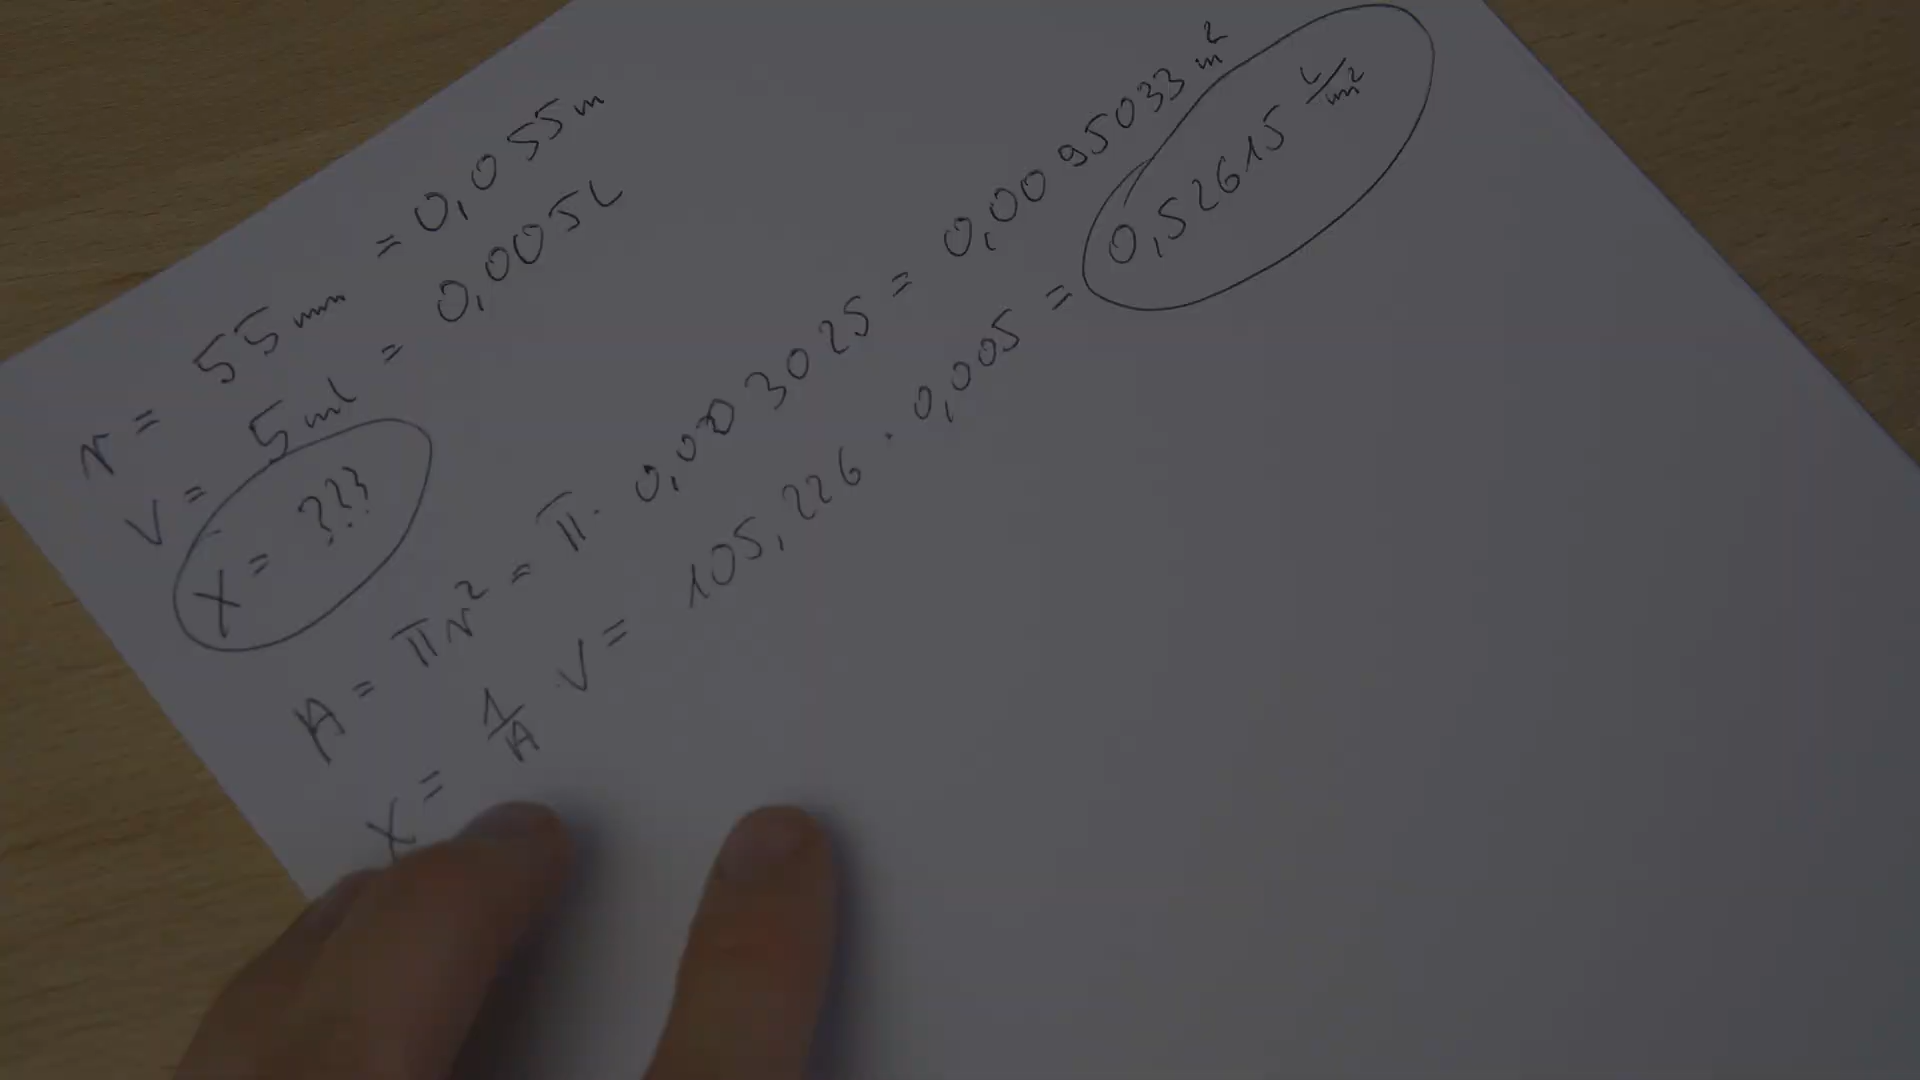 r = 55 mm = 0,055 m
V = 5 ml = 0,005 L
X = ???
A = πr² = π · 0,003025 = 0,0095033 m²
X = 1/A · V = 105,226 · 0,005 = 0,52615 L/m²